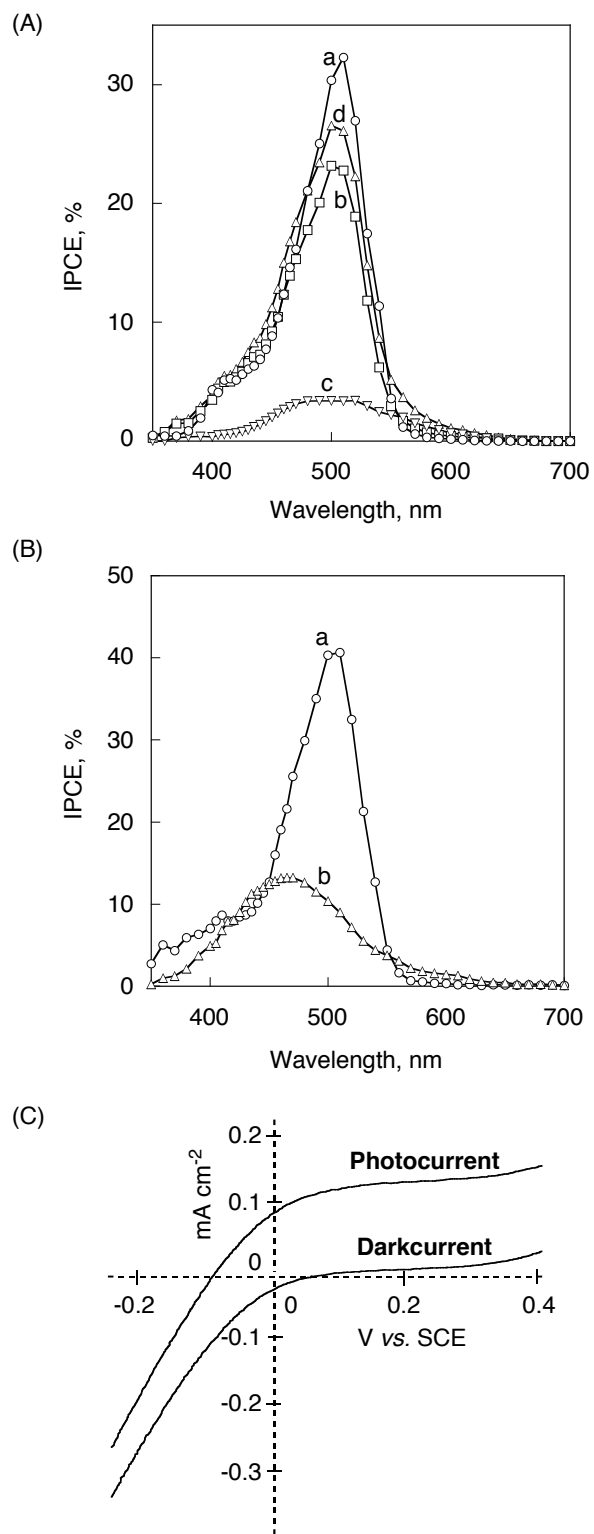 (A)
30
20
10
0
IPCE, %
a
d
b
c
400 500 600 700
Wavelength, nm
(B)
50
40
30
20
10
0
IPCE, %
a
b
400 500 600 700
Wavelength, nm
(C)
0.2
0.1
0
-0.1
-0.2
-0.3
mA cm-2
Photocurrent
Darkcurrent
-0.2 0 0.2 0.4
V vs. SCE